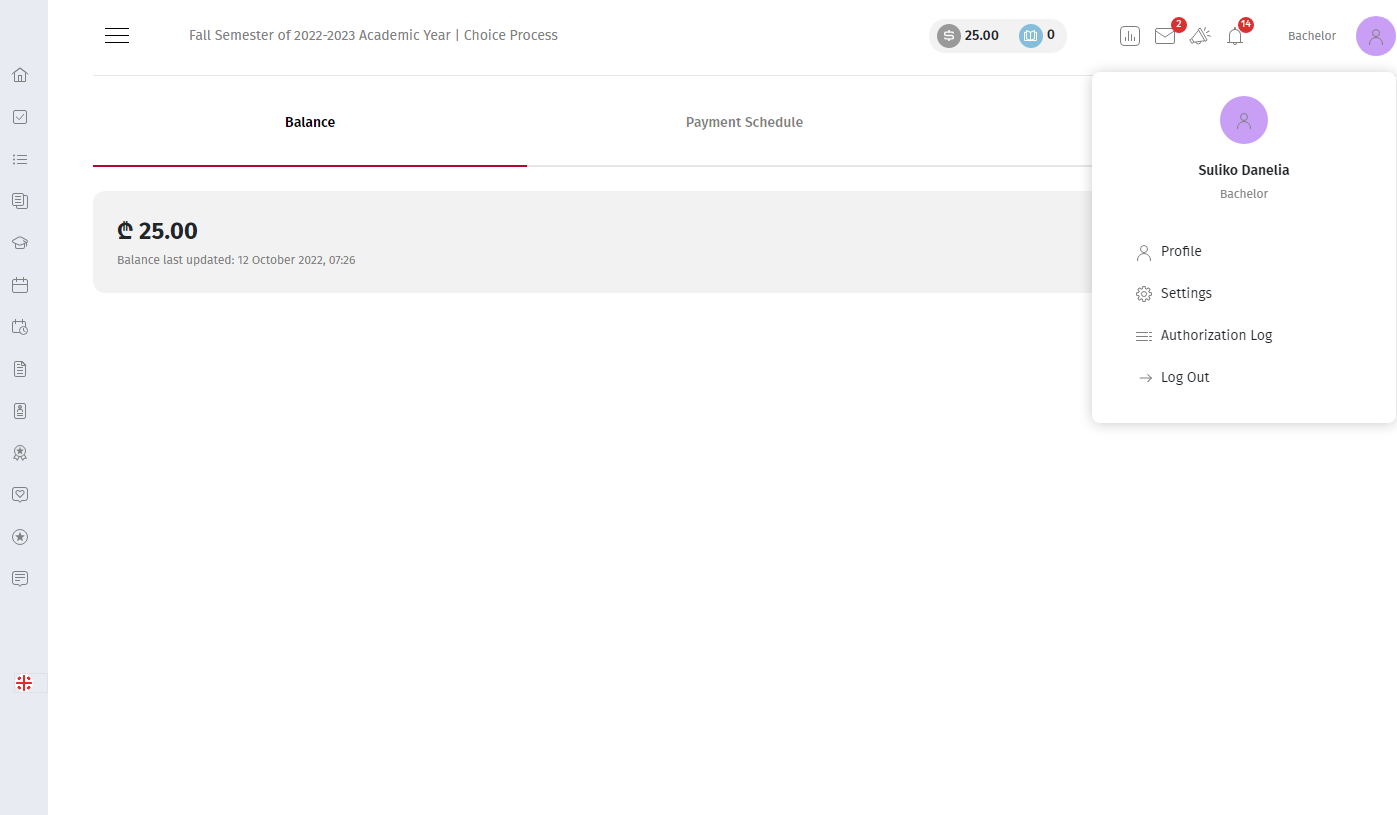 Fall Semester of 2022-2023 Academic Year | Choice Process
25.00
0
2
14
Bachelor
Balance
Payment Schedule
₾ 25.00
Balance last updated: 12 October 2022, 07:26
Suliko Danelia
Bachelor
Profile
Settings
Authorization Log
Log Out